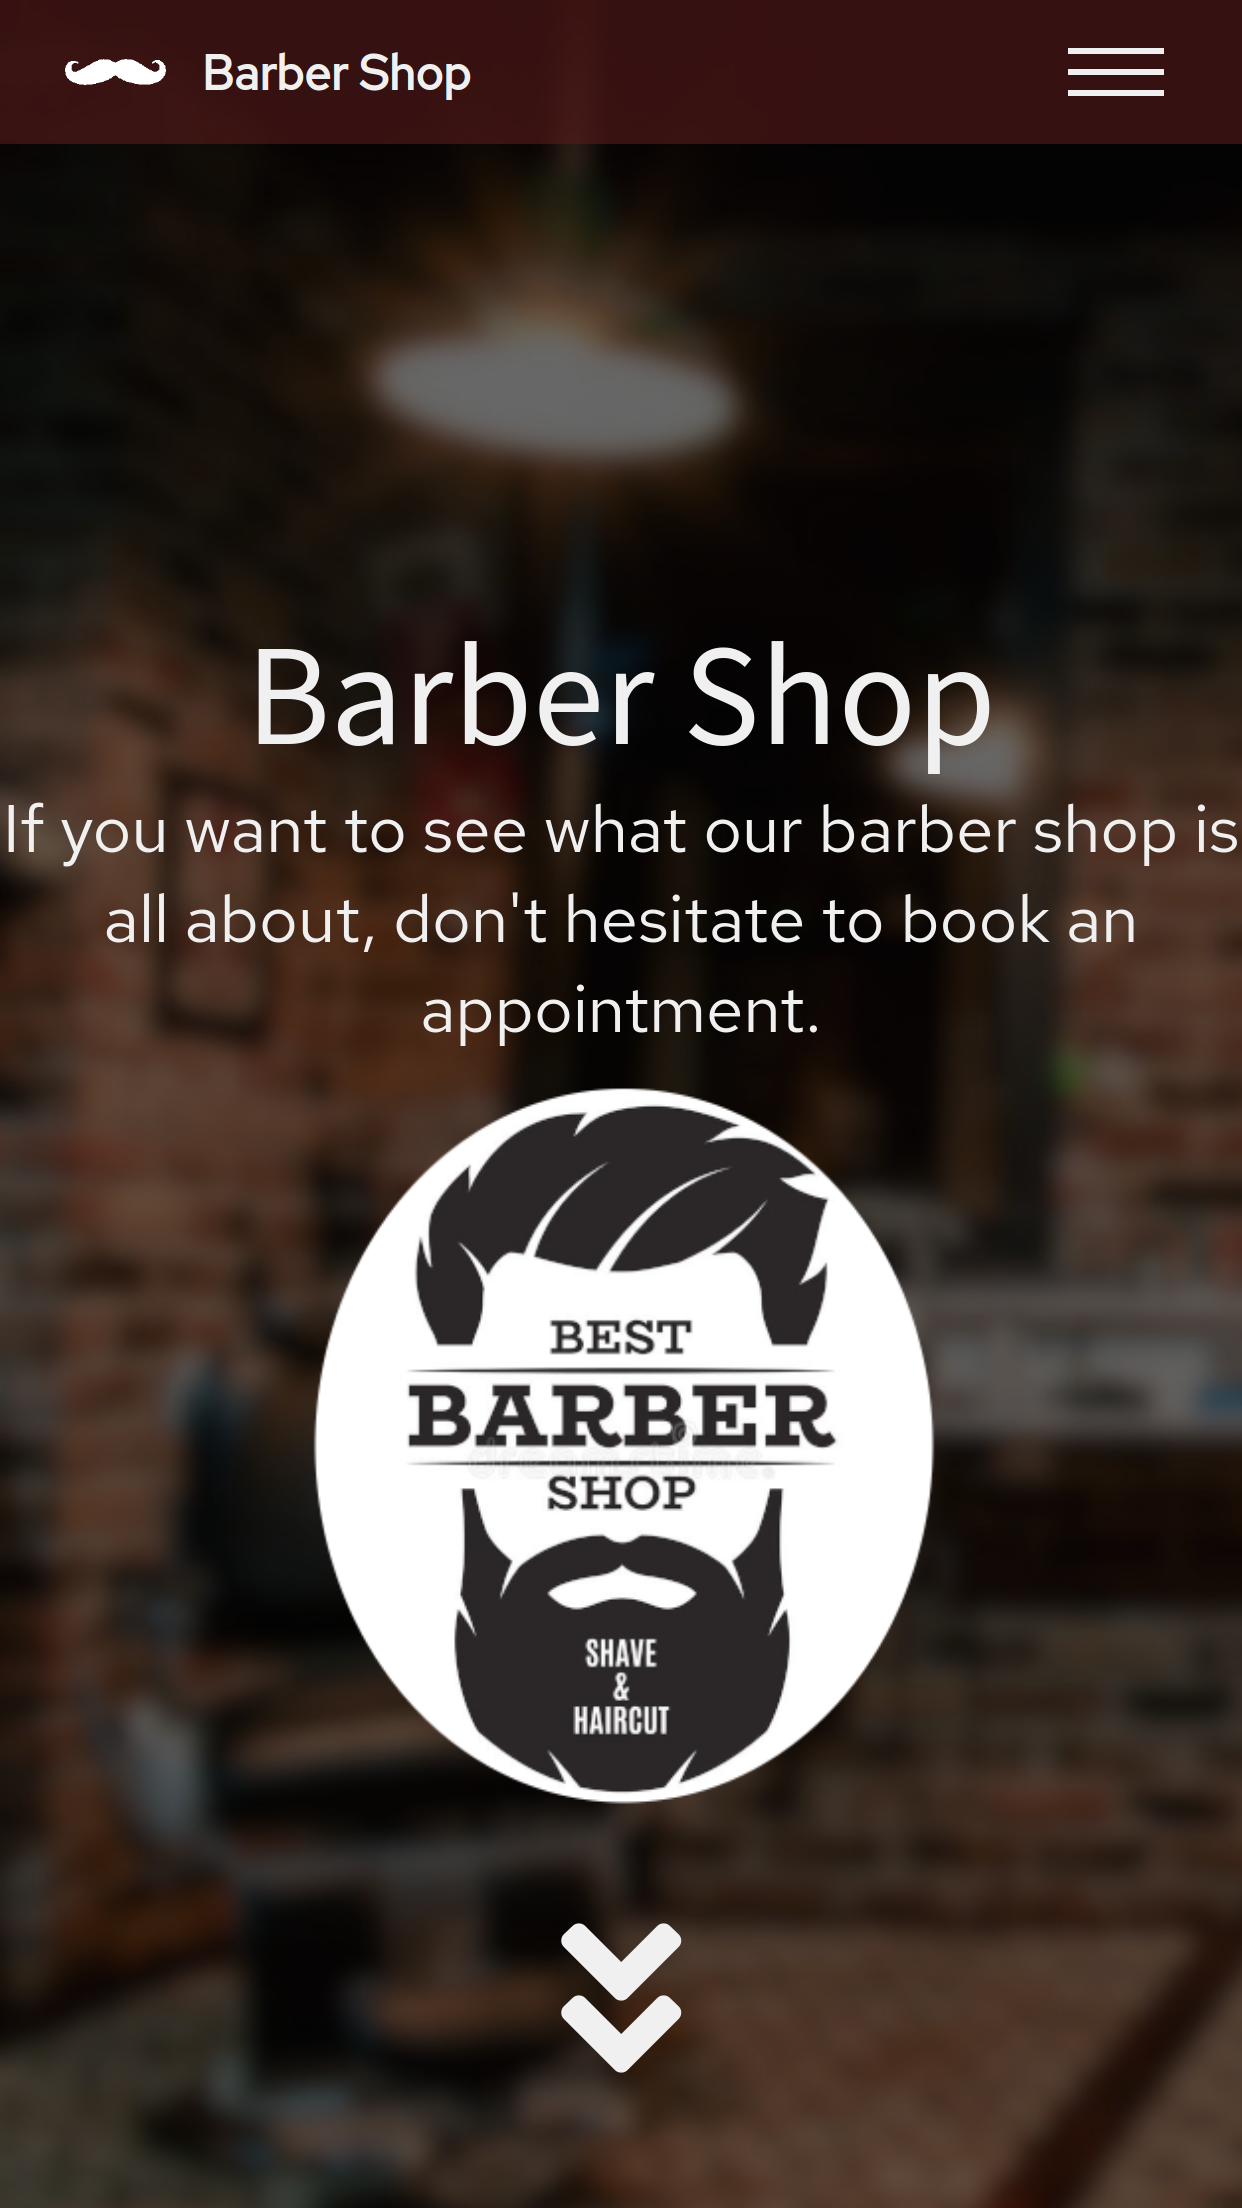 Barber Shop
Barber Shop
If you want to see what our barber shop is
all about, don't hesitate to book an
appointment.
BEST
BARBER
SHOP
dreamstime.
SHAVE
&
HAIRCUT